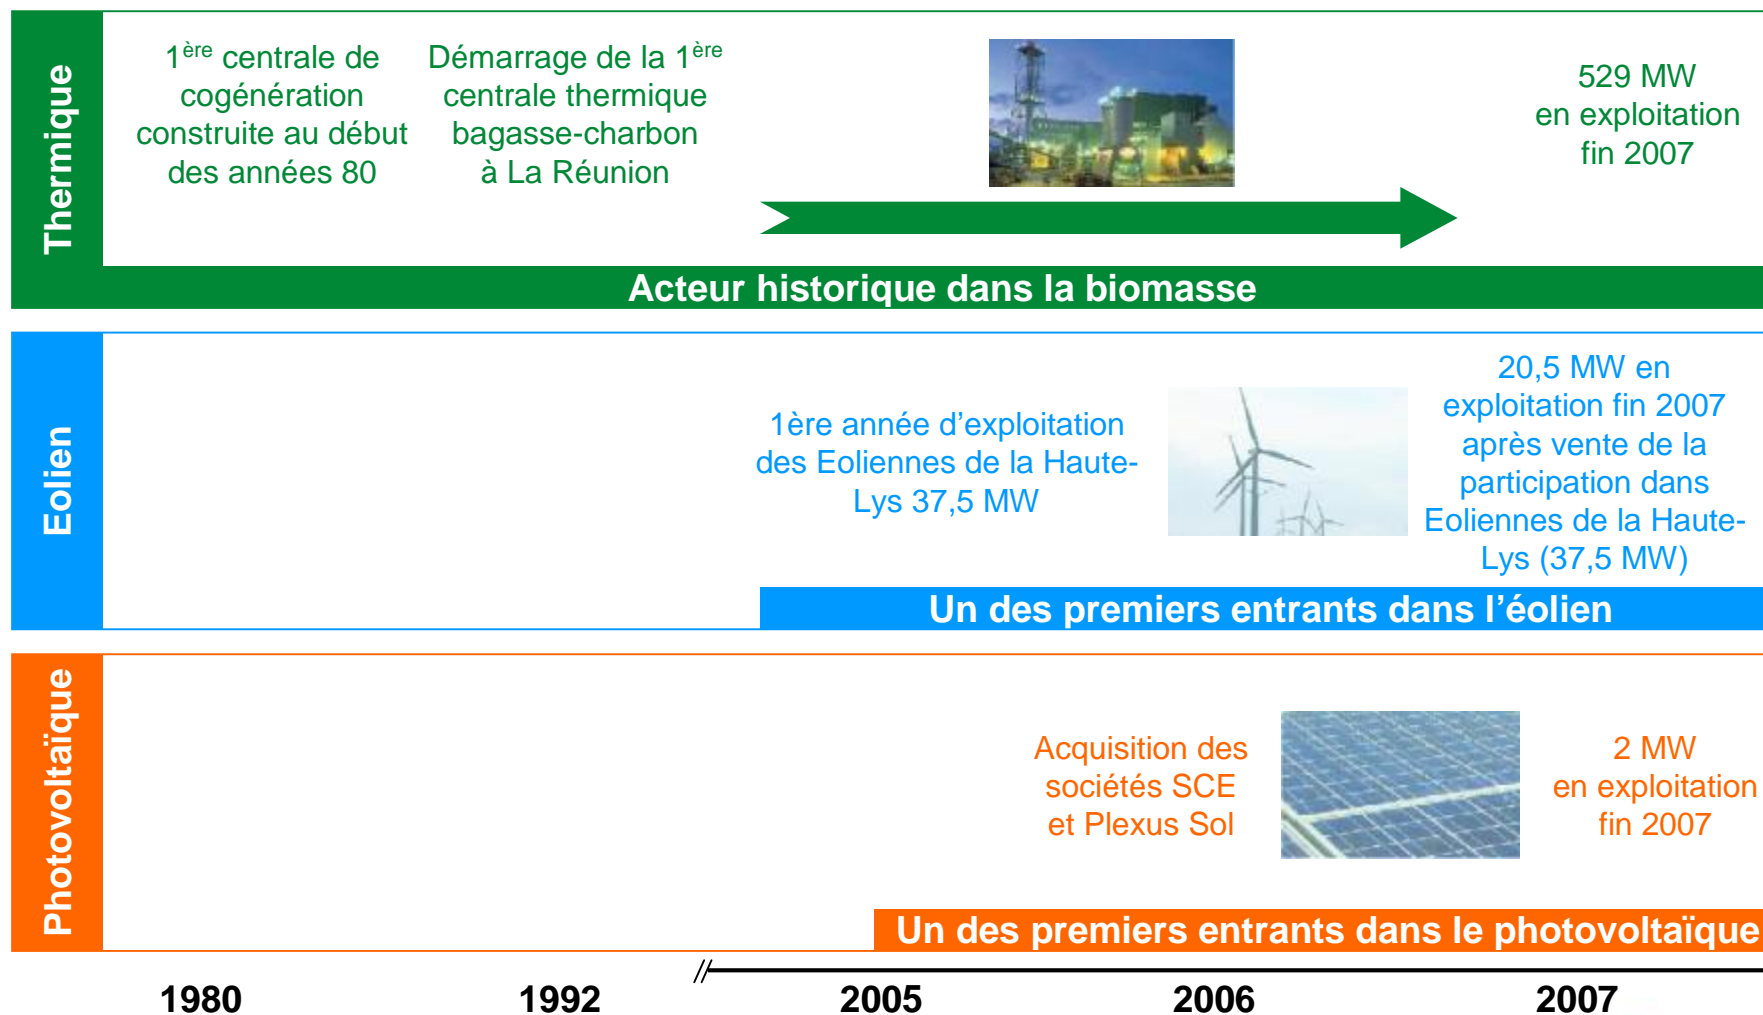 Thermique
1ère centrale de
cogénération
construite au début
des années 80
Démarrage de la 1ère
centrale thermique
bagasse-charbon
à La Réunion
529 MW
en exploitation
fin 2007
Acteur historique dans la biomasse
Eolien
1ère année d’exploitation
des Eoliennes de la Haute-
Lys 37,5 MW
20,5 MW en
exploitation fin 2007
après vente de la
participation dans
Eoliennes de la Haute-
Lys (37,5 MW)
Un des premiers entrants dans l’éolien
Photovoltaïque
Acquisition des
sociétés SCE
et Plexus Sol
2 MW
en exploitation
fin 2007
Un des premiers entrants dans le photovoltaïque
1980 1992 2005 2006 2007